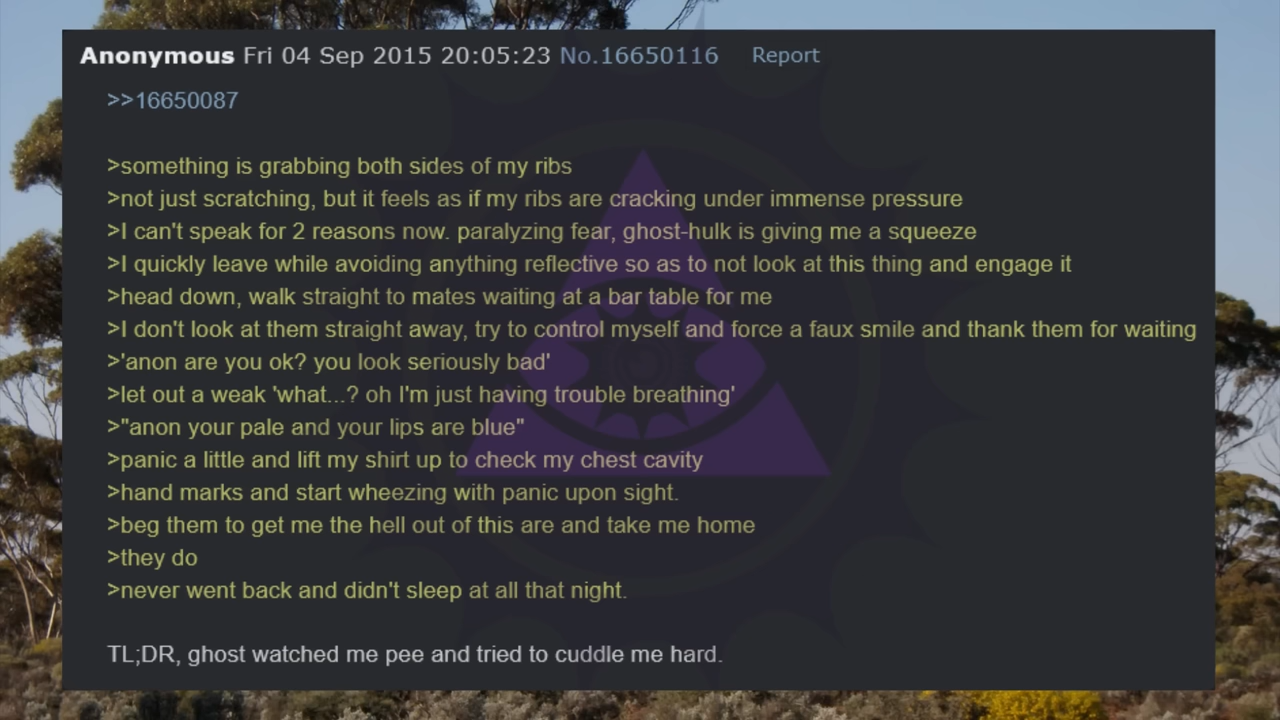 Anonymous Fri 04 Sep 2015 20:05:23 No.16650116 Report
>>16650087
>something is grabbing both sides of my ribs
>not just scratching, but it feels as if my ribs are cracking under immense pressure
>I can't speak for 2 reasons now. paralyzing fear, ghost-hulk is giving me a squeeze
>I quickly leave while avoiding anything reflective so as to not look at this thing and engage it
>head down, walk straight to mates waiting at a bar table for me
>I don't look at them straight away, try to control myself and force a faux smile and thank them for waiting
>'anon are you ok? you look seriously bad'
>let out a weak 'what...? oh I'm just having trouble breathing'
>"anon your pale and your lips are blue"
>panic a little and lift my shirt up to check my chest cavity
>hand marks and start wheezing with panic upon sight.
>beg them to get me the hell out of this are and take me home
>they do
>never went back and didn't sleep at all that night.
TL;DR, ghost watched me pee and tried to cuddle me hard.